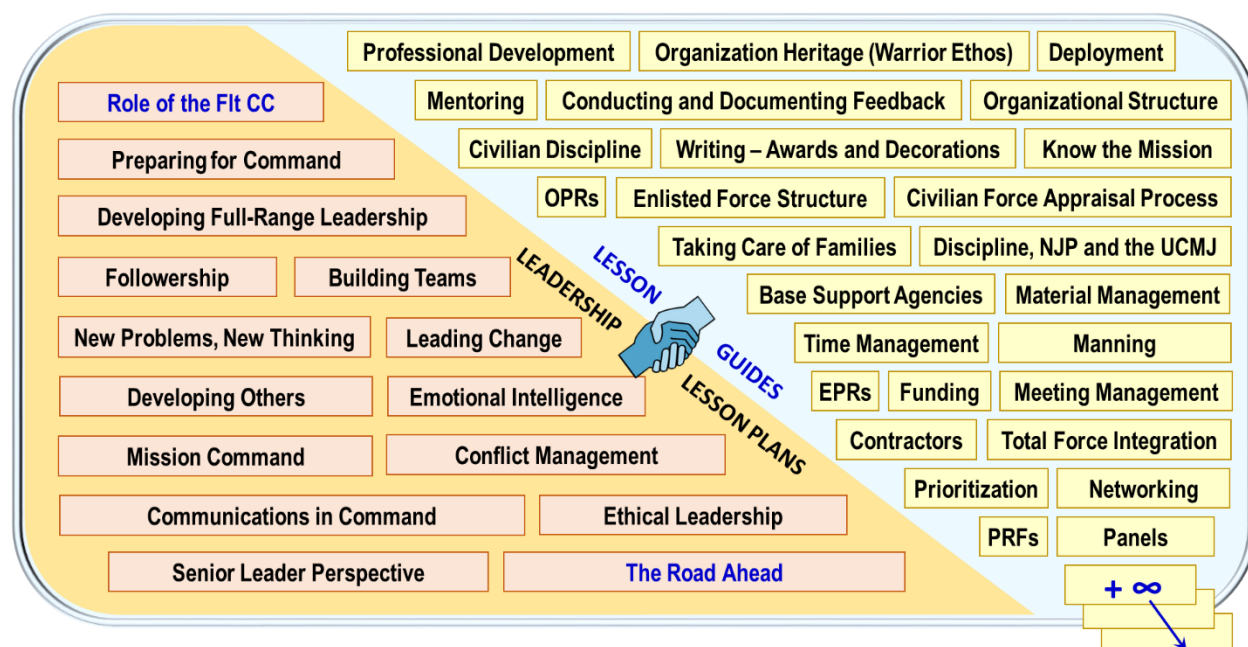 Role of the Flt CC
Preparing for Command
Developing Full-Range Leadership
Followership
Building Teams
New Problems, New Thinking
Leading Change
Developing Others
Emotional Intelligence
Mission Command
Conflict Management
Communications in Command
Ethical Leadership
Senior Leader Perspective
The Road Ahead
LEADERSHIP
LESSON PLANS
LESSON
GUIDES
Professional Development
Organization Heritage (Warrior Ethos)
Deployment
Mentoring
Conducting and Documenting Feedback
Organizational Structure
Civilian Discipline
Writing – Awards and Decorations
Know the Mission
OPRs
Enlisted Force Structure
Civilian Force Appraisal Process
Taking Care of Families
Discipline, NJP and the UCMJ
Base Support Agencies
Material Management
Time Management
Manning
EPRs
Funding
Meeting Management
Contractors
Total Force Integration
Prioritization
Networking
PRFs
Panels
+ ∞